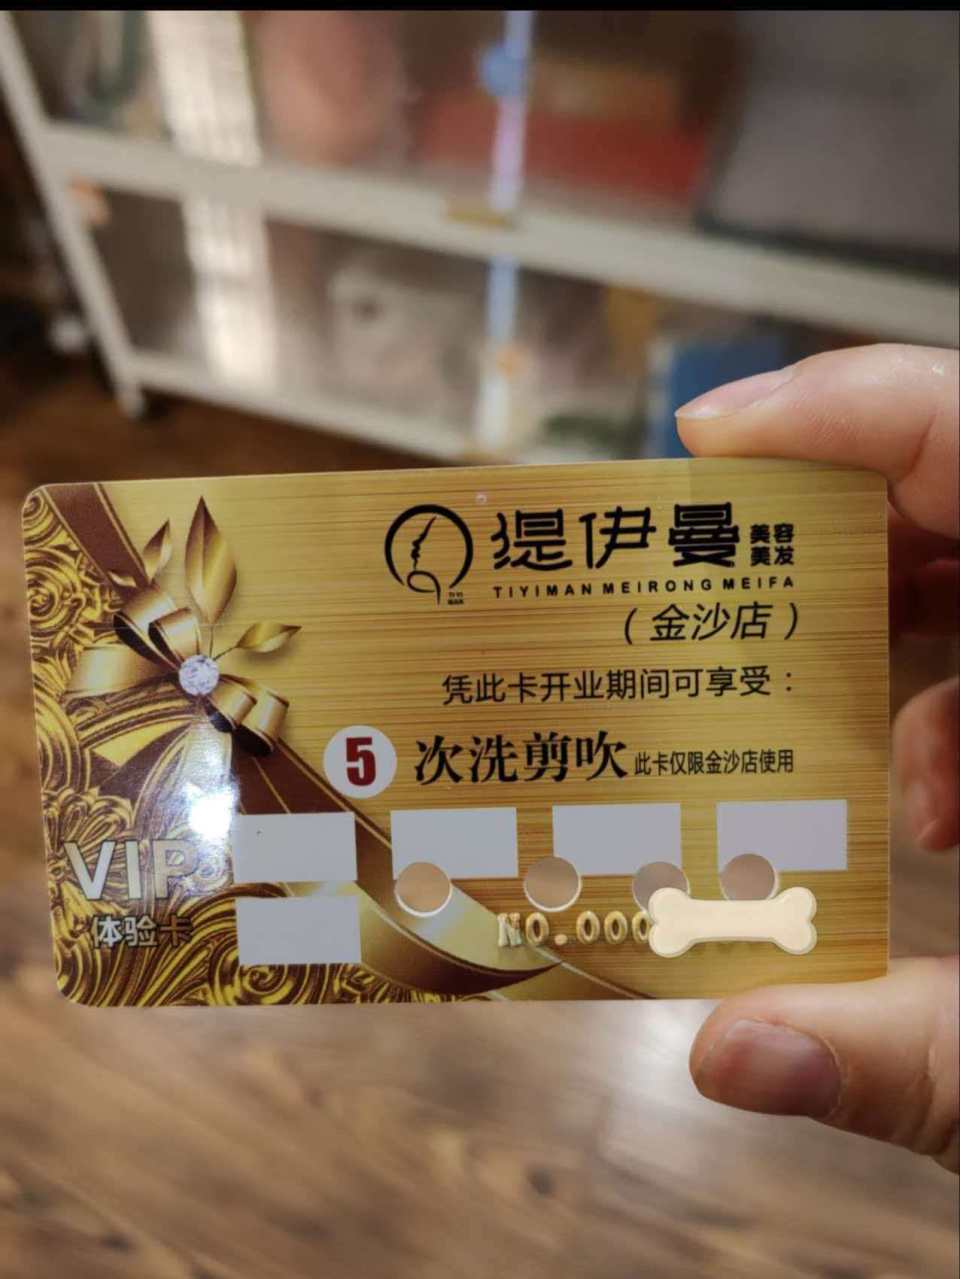 缇伊曼 美容美发
TIYIMAN MEIRONG MEIFA
（金沙店）
凭此卡开业期间可享受：
5次洗剪吹 此卡仅限金沙店使用
VIP
体验卡
NO.000